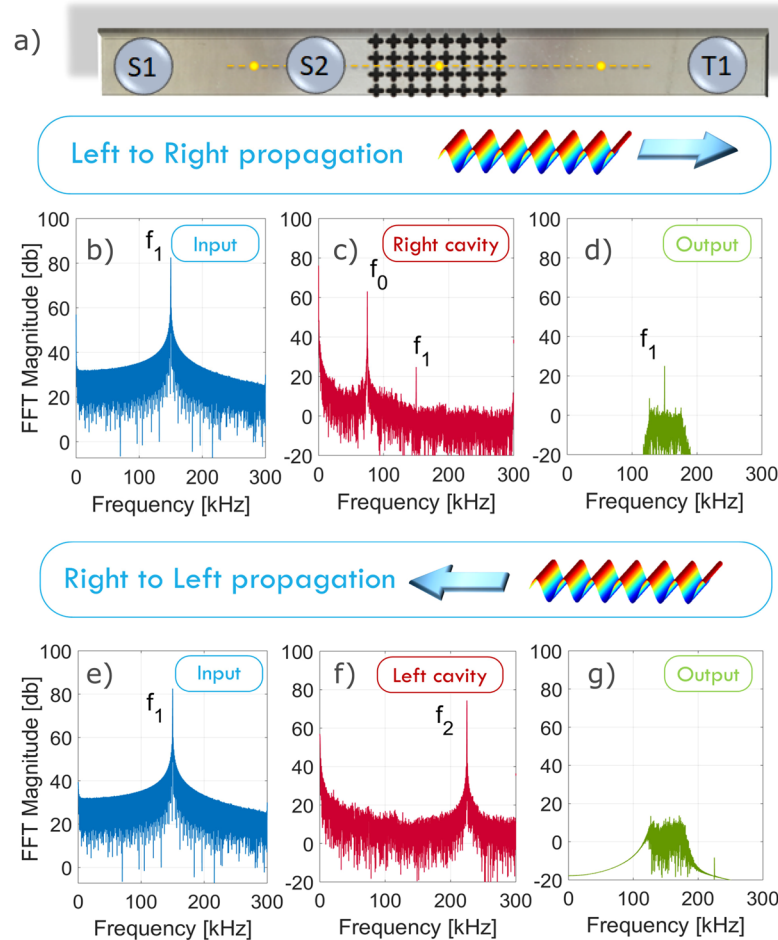 a)
S1 S2 T1
Left to Right propagation
b) Input
f1
FFT Magnitude [db]
100
80
60
40
20
0
0 100 200 300
Frequency [kHz]
c) Right cavity
f0
f1
100
80
60
40
20
0
-20
0 100 200 300
Frequency [kHz]
d) Output
f1
100
80
60
40
20
0
-20
0 100 200 300
Frequency [kHz]
Right to Left propagation
e) Input
f1
FFT Magnitude [db]
100
80
60
40
20
0
0 100 200 300
Frequency [kHz]
f) Left cavity
f2
100
80
60
40
20
0
-20
0 100 200 300
Frequency [kHz]
g) Output
100
80
60
40
20
0
-20
0 100 200 300
Frequency [kHz]